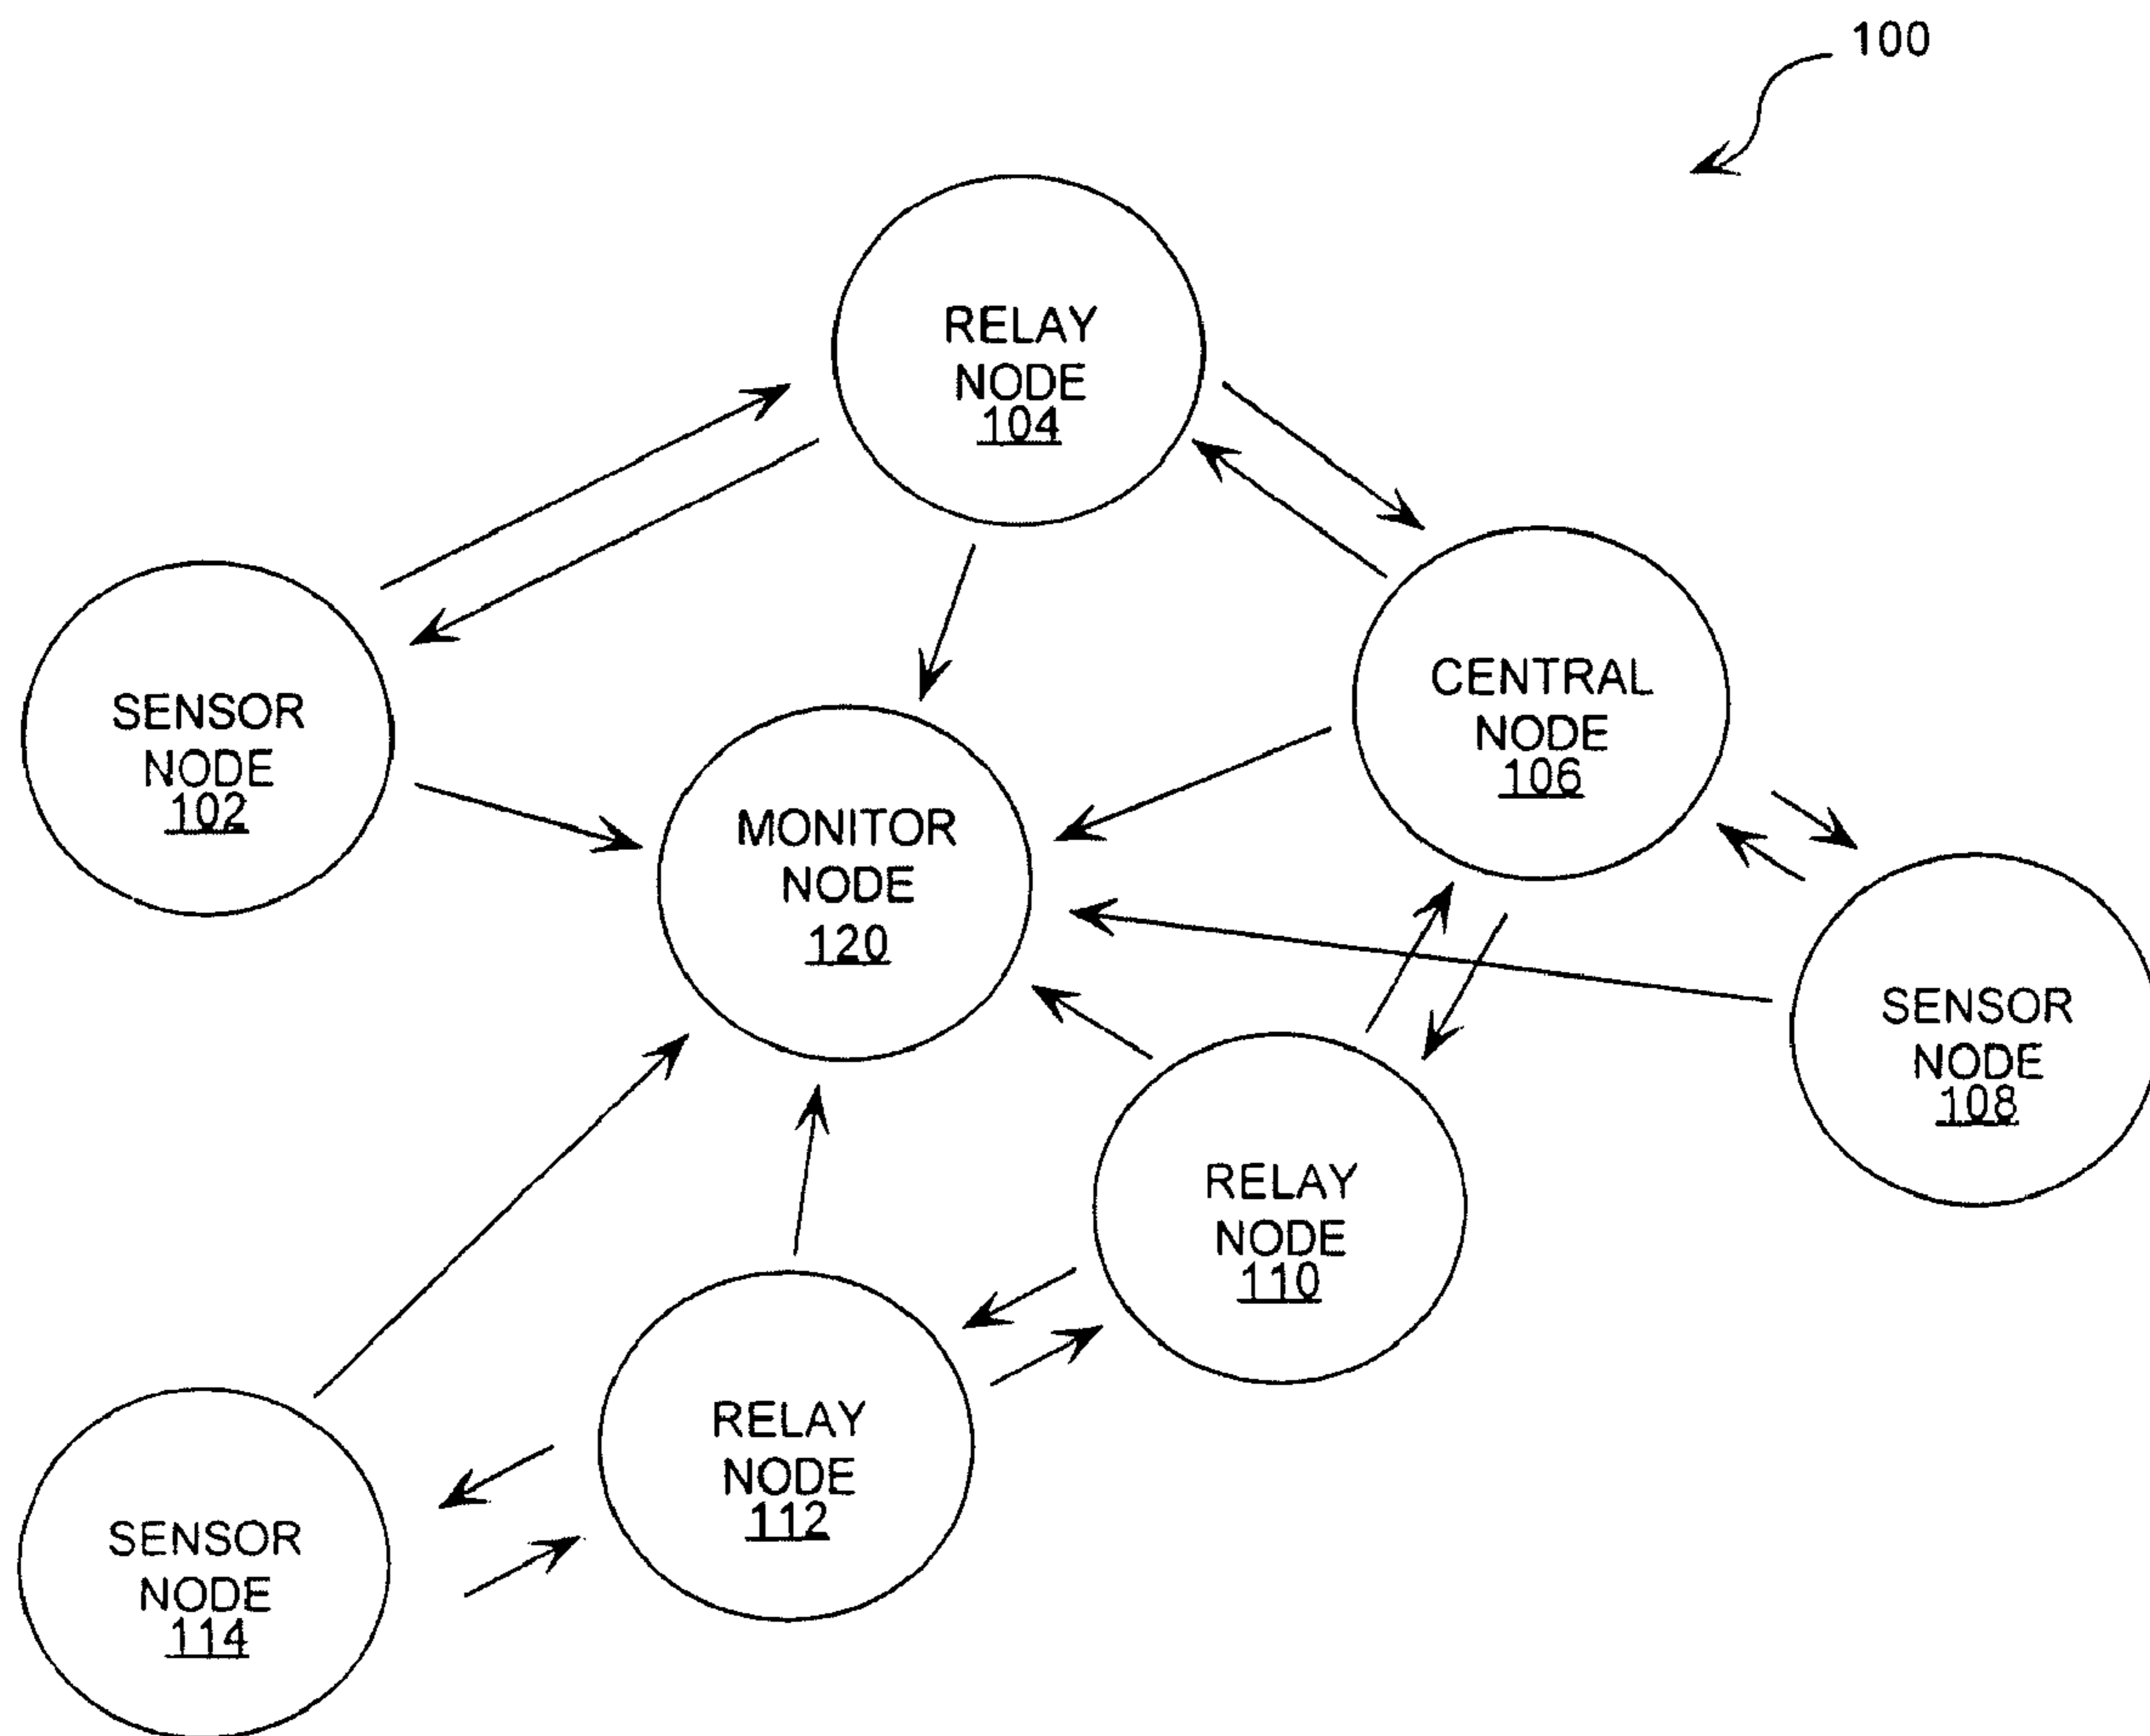 100
RELAY
NODE
104
CENTRAL
NODE
106
SENSOR
NODE
102
MONITOR
NODE
120
SENSOR
NODE
108
RELAY
NODE
110
RELAY
NODE
112
SENSOR
NODE
114